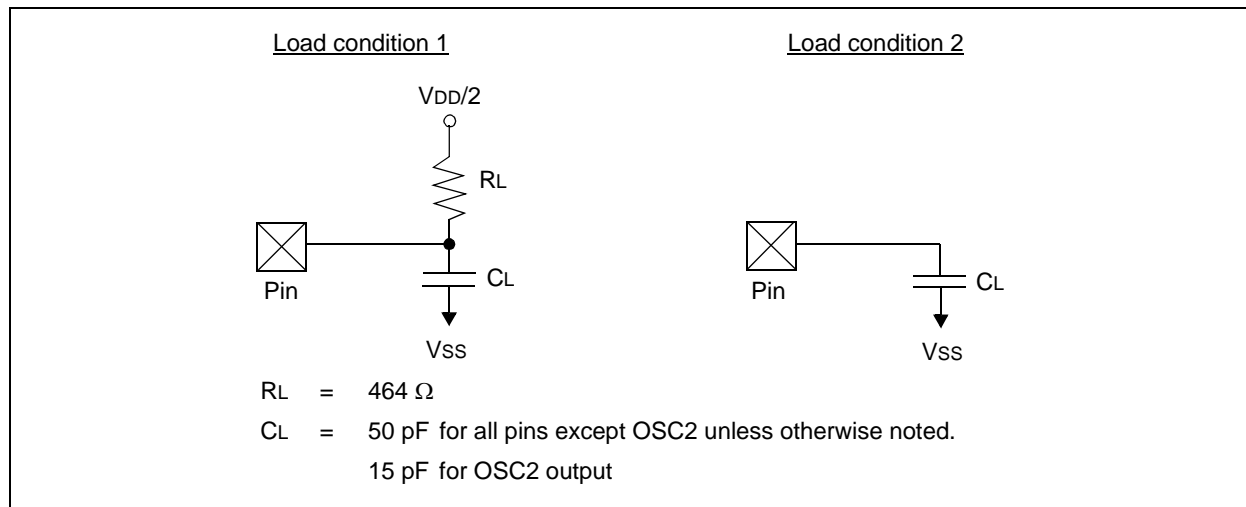 Load condition 1
Load condition 2
VDD/2
RL
Pin
CL
VSS
Pin
CL
VSS
RL = 464 Ω
CL = 50 pF for all pins except OSC2 unless otherwise noted.
15 pF for OSC2 output